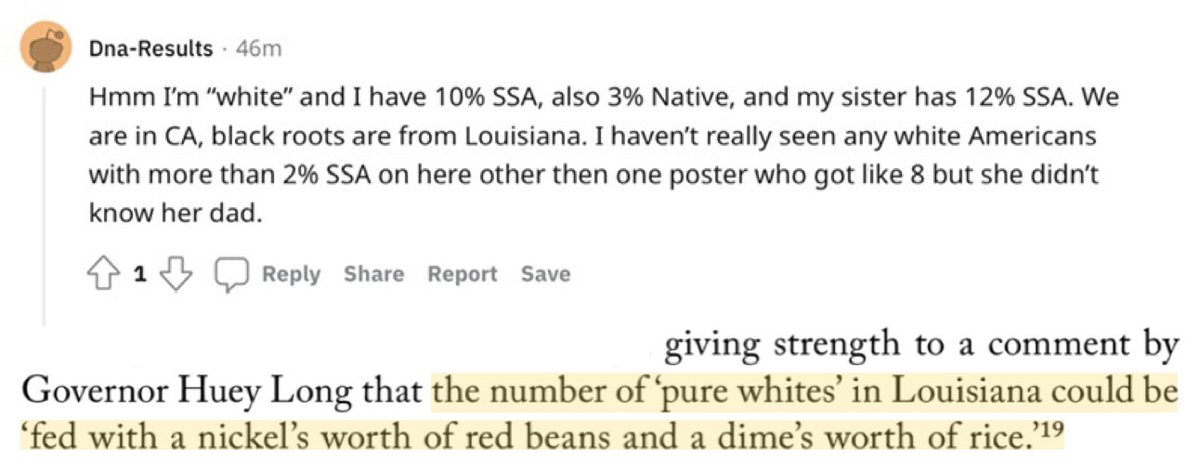 Dna-Results · 46m
Hmm I’m “white” and I have 10% SSA, also 3% Native, and my sister has 12% SSA. We
are in CA, black roots are from Louisiana. I haven’t really seen any white Americans
with more than 2% SSA on here other then one poster who got like 8 but she didn’t
know her dad.
1 Reply Share Report Save
giving strength to a comment by
Governor Huey Long that the number of ‘pure whites’ in Louisiana could be
‘fed with a nickel’s worth of red beans and a dime’s worth of rice.’19